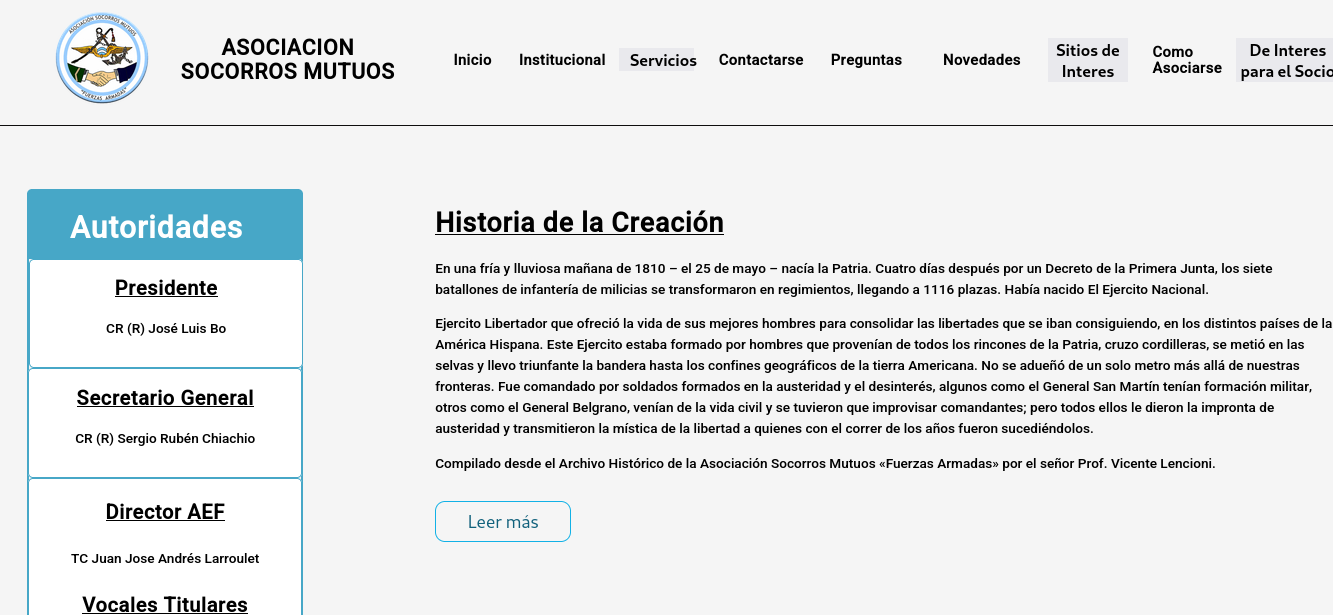 ASOCIACION SOCORROS MUTUOS
"FUERZAS ARMADAS"
ASOCIACION
SOCORROS MUTUOS
Inicio
Institucional
Servicios
Contactarse
Preguntas
Novedades
Sitios de
Interes
Como
Asociarse
De Interes
para el Socio
Autoridades
Presidente
CR (R) José Luis Bo
Secretario General
CR (R) Sergio Rubén Chiachio
Director AEF
TC Juan Jose Andrés Larroulet
Vocales Titulares
Historia de la Creación
En una fría y lluviosa mañana de 1810 – el 25 de mayo – nacía la Patria. Cuatro días después por un Decreto de la Primera Junta, los siete
batallones de infantería de milicias se transformaron en regimientos, llegando a 1116 plazas. Había nacido El Ejercito Nacional.
Ejercito Libertador que ofreció la vida de sus mejores hombres para consolidar las libertades que se iban consiguiendo, en los distintos países de la
América Hispana. Este Ejercito estaba formado por hombres que provenían de todos los rincones de la Patria, cruzo cordilleras, se metió en las
selvas y llevo triunfante la bandera hasta los confines geográficos de la tierra Americana. No se adueñó de un solo metro más allá de nuestras
fronteras. Fue comandado por soldados formados en la austeridad y el desinterés, algunos como el General San Martín tenían formación militar,
otros como el General Belgrano, venían de la vida civil y se tuvieron que improvisar comandantes; pero todos ellos le dieron la impronta de
austeridad y transmitieron la mística de la libertad a quienes con el correr de los años fueron sucediéndolos.
Compilado desde el Archivo Histórico de la Asociación Socorros Mutuos «Fuerzas Armadas» por el señor Prof. Vicente Lencioni.
Leer más